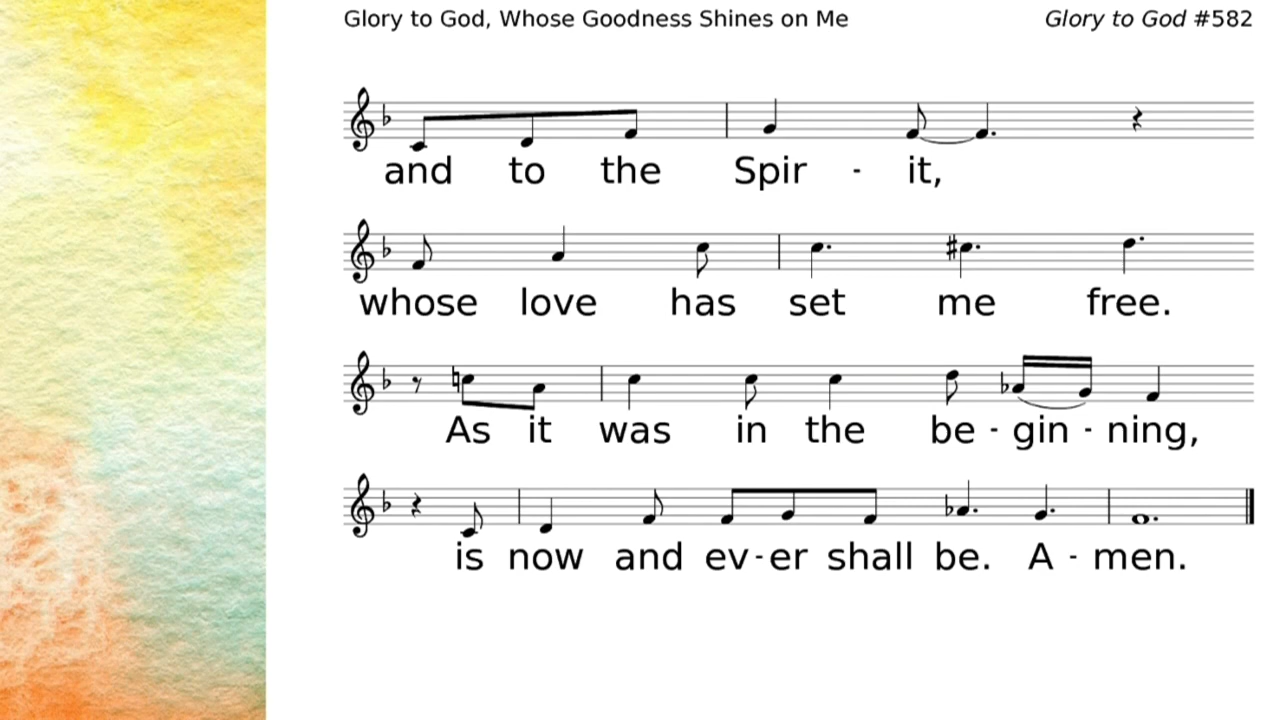 Glory to God, Whose Goodness Shines on Me
Glory to God #582
and to the Spir - it,
whose love has set me free.
As it was in the be - gin - ning,
is now and ev - er shall be. A - men.